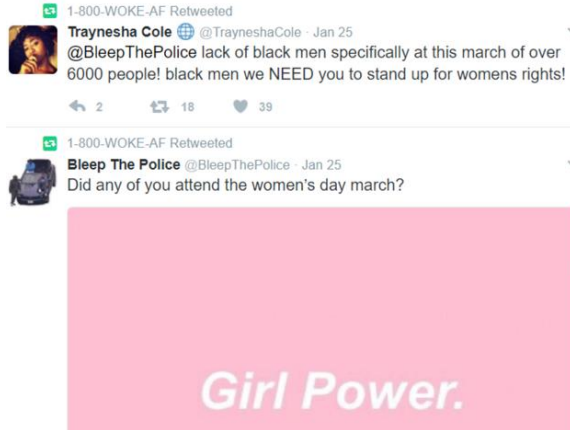 1-800-WOKE-AF Retweeted
Traynesha Cole @TrayneshaCole · Jan 25
@BleepThePolice lack of black men specifically at this march of over
6000 people! black men we NEED you to stand up for womens rights!
2 18 39
1-800-WOKE-AF Retweeted
Bleep The Police @BleepThePolice · Jan 25
Did any of you attend the women's day march?
Girl Power.